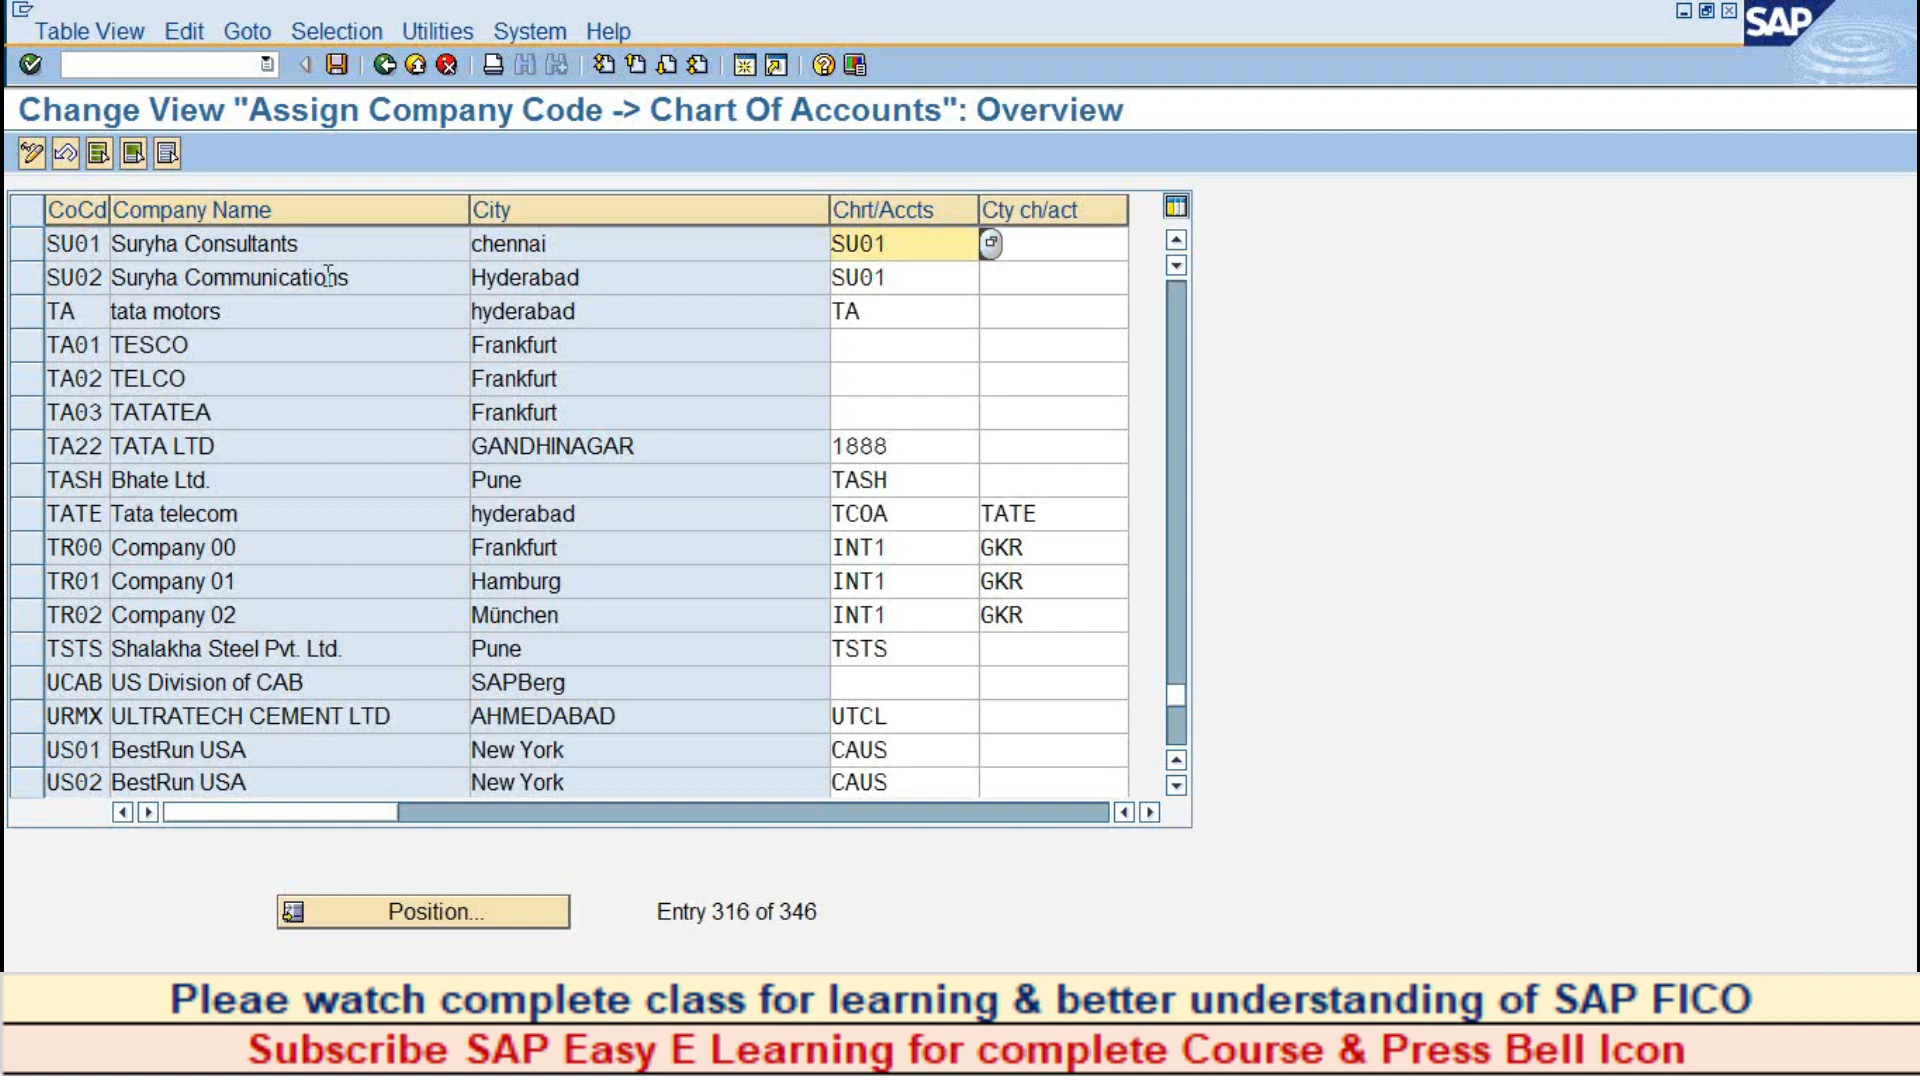 Table View Edit Goto Selection Utilities System Help
SAP
Change View "Assign Company Code -> Chart Of Accounts": Overview
CoCd Company Name City Chrt/Accts Cty ch/act
SU01 Suryha Consultants chennai SU01
SU02 Suryha Communications Hyderabad SU01
TA tata motors hyderabad TA
TA01 TESCO Frankfurt
TA02 TELCO Frankfurt
TA03 TATATEA Frankfurt
TA22 TATA LTD GANDHINAGAR 1888
TASH Bhate Ltd. Pune TASH
TATE Tata telecom hyderabad TCOA TATE
TR00 Company 00 Frankfurt INT1 GKR
TR01 Company 01 Hamburg INT1 GKR
TR02 Company 02 München INT1 GKR
TSTS Shalakha Steel Pvt. Ltd. Pune TSTS
UCAB US Division of CAB SAPBerg
URMX ULTRATECH CEMENT LTD AHMEDABAD UTCL
US01 BestRun USA New York CAUS
US02 BestRun USA New York CAUS
Position... Entry 316 of 346
Pleae watch complete class for learning & better understanding of SAP FICO
Subscribe SAP Easy E Learning for complete Course & Press Bell Icon